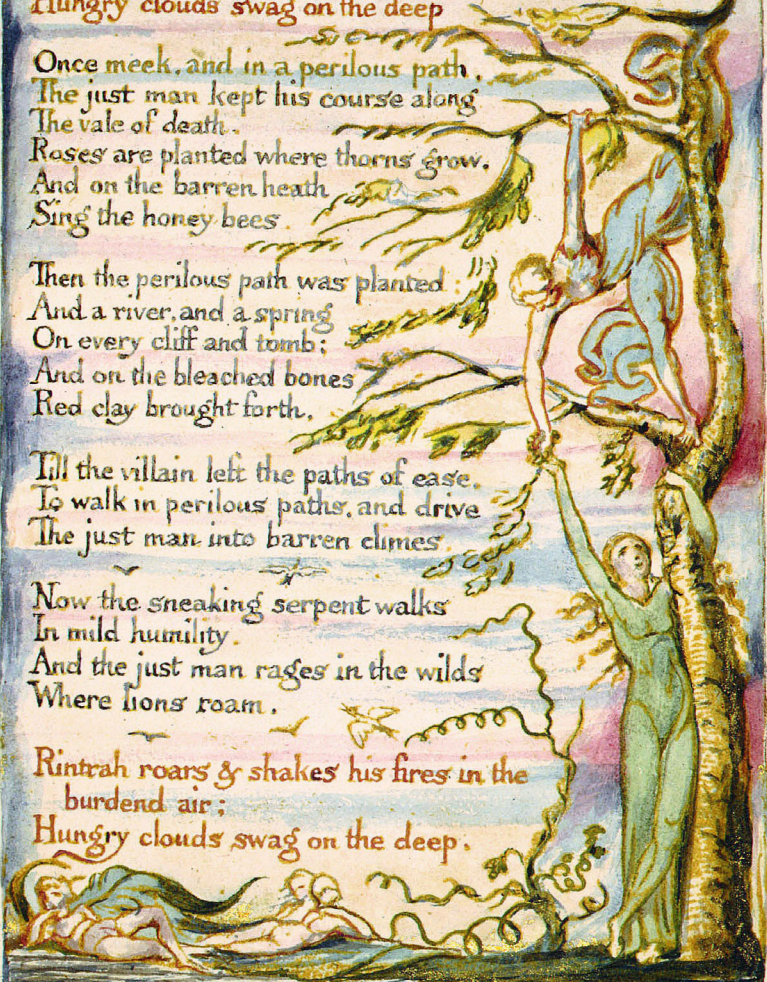 Hungry clouds swag on the deep
Once meek, and in a perilous path,
The just man kept his course along
The vale of death.
Roses are planted where thorns grow.
And on the barren heath
Sing the honey bees.
Then the perilous path was planted:
And a river, and a spring
On every cliff and tomb;
And on the bleached bones
Red clay brought forth.
Till the villain left the paths of ease,
To walk in perilous paths, and drive
The just man into barren climes.
Now the sneaking serpent walks
In mild humility.
And the just man rages in the wilds
Where lions roam.
Rintrah roars & shakes his fires in the
burdend air;
Hungry clouds swag on the deep.